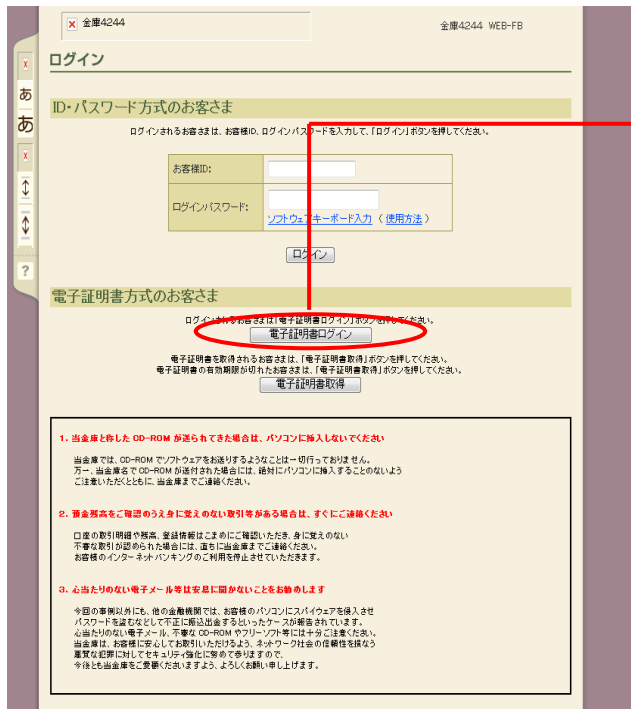 金庫4244
金庫4244 WEB-FB
ログイン
あ
あ
?
ID・パスワード方式のお客さま
ログインされるお客さまは、お客様ID、ログインパスワードを入力して、「ログイン」ボタンを押してください。
お客様ID:
ログインパスワード:
ソフトウェアキーボード入力 ( 使用方法 )
ログイン
電子証明書方式のお客さま
ログインされるお客さまは「電子証明書ログイン」ボタンを押してください。
電子証明書ログイン
電子証明書を取得されるお客さまは、「電子証明書取得」ボタンを押してください。
電子証明書の有効期限が切れたお客さまは、「電子証明書取得」ボタンを押してください。
電子証明書取得
1. 当金庫と称した CD-ROM が送られてきた場合は、パソコンに挿入しないでください
当金庫では、CD-ROM でソフトウェアをお送りするようなことは一切行っておりません。
万一、当金庫名で CD-ROM が送付された場合には、絶対にパソコンに挿入することのないよう
ご注意いただくとともに、当金庫までご連絡ください。
2. 預金残高をご確認のうえ身に覚えのない取引等がある場合は、すぐにご連絡ください
口座の取引明細や残高、登録情報はこまめにご確認いただき、身に覚えのない
不審な取引が認められた場合には、直ちに当金庫までご連絡ください。
お客様のインターネットバンキングのご利用を停止させていただきます。
3. 心当たりのない電子メール等は安易に開かないことをお勧めします
今回の事例以外にも、他の金融機関では、お客様のパソコンにスパイウェアを侵入させ
パスワードを盗むなどして不正に振込出金するといったケースが報告されています。
心当たりのない電子メール、不審な CD-ROM やフリーソフト等には十分ご注意ください。
当金庫は、お客様に安心してお取引いただけるよう、ネットワーク社会の信頼性を損なう
悪質な犯罪に対してセキュリティ強化に努めて参りますので、
今後とも当金庫をご愛顧くださいますよう、よろしくお願い申し上げます。